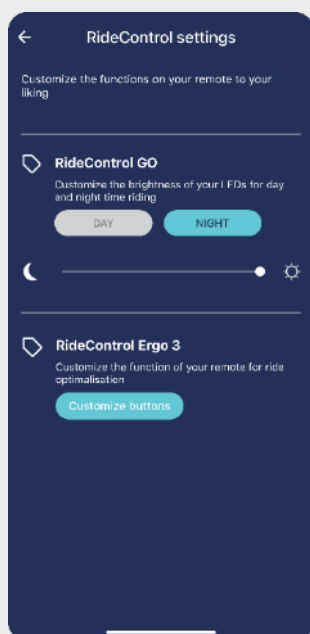 RideControl settings
Customize the functions on your remote to your
liking
RideControl GO
Customize the brightness of your LEDs for day
and night time riding
DAY
NIGHT
RideControl Ergo 3
Customize the function of your remote for ride
optimalisation
Customize buttons